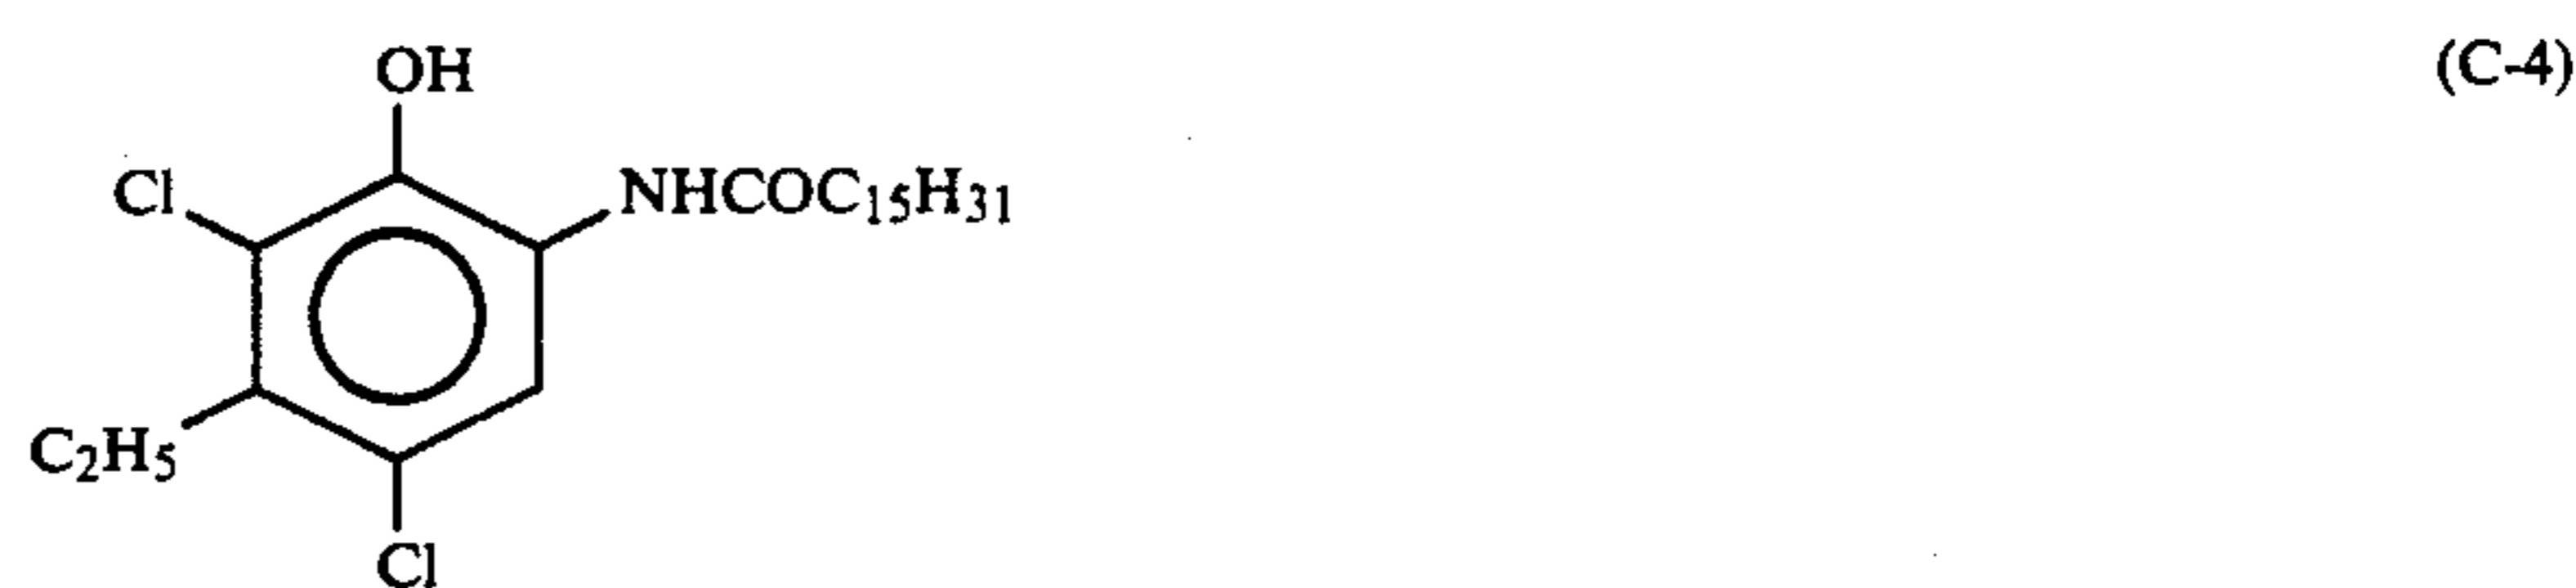 OH
(C-4)
Cl
NHCOC₁₅H₃₁
C₂H₅
Cl